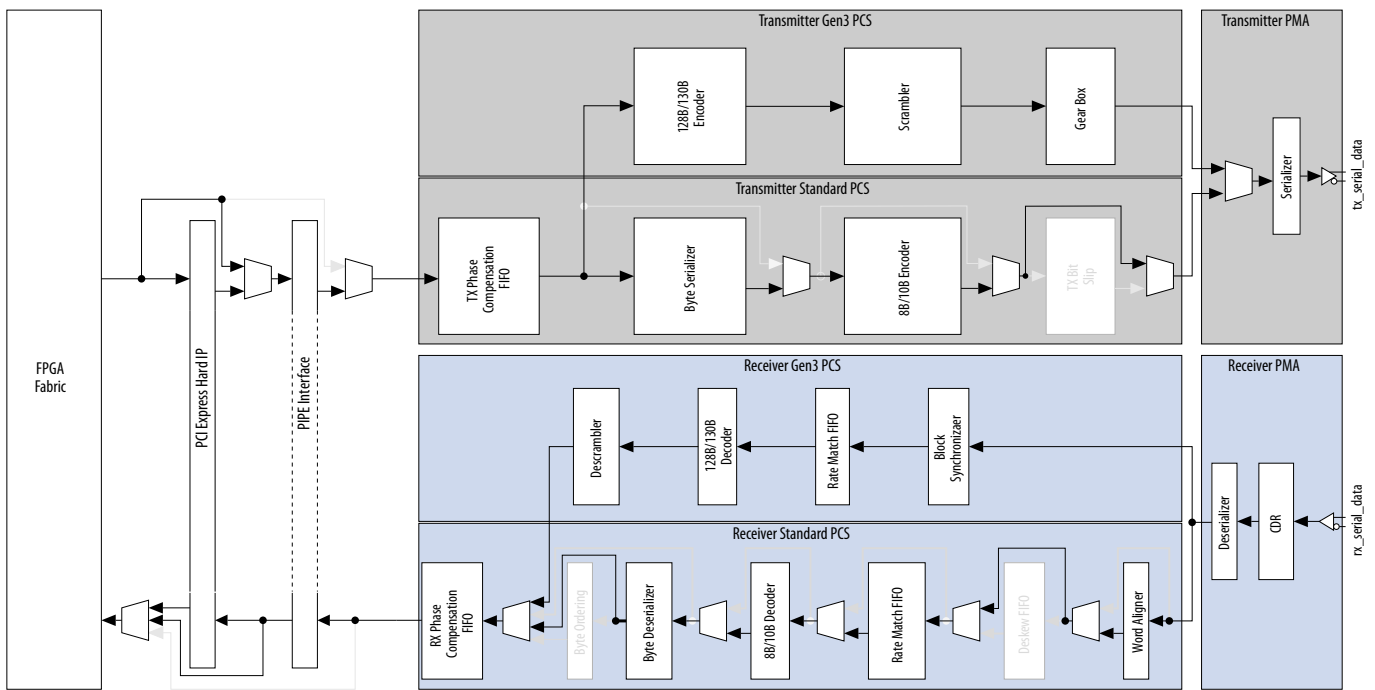 Transmitter Gen3 PCS
Transmitter PMA
128B/130B
Encoder
Scrambler
Gear Box
Transmitter Standard PCS
TX Phase
Compensation
FIFO
Byte Serializer
8B/10B Encoder
TX Bit
Slip
Serializer
tx_serial_data
FPGA
Fabric
PCI Express Hard IP
PIPE Interface
Receiver Gen3 PCS
Receiver PMA
Descrambler
128B/130B
Decoder
Rate Match FIFO
Block
Synchronizaer
Deserializer
CDR
rx_serial_data
Receiver Standard PCS
RX Phase
Compensation
FIFO
Byte Ordering
Byte Deserializer
8B/10B Decoder
Rate Match FIFO
Deskew FIFO
Word Aligner